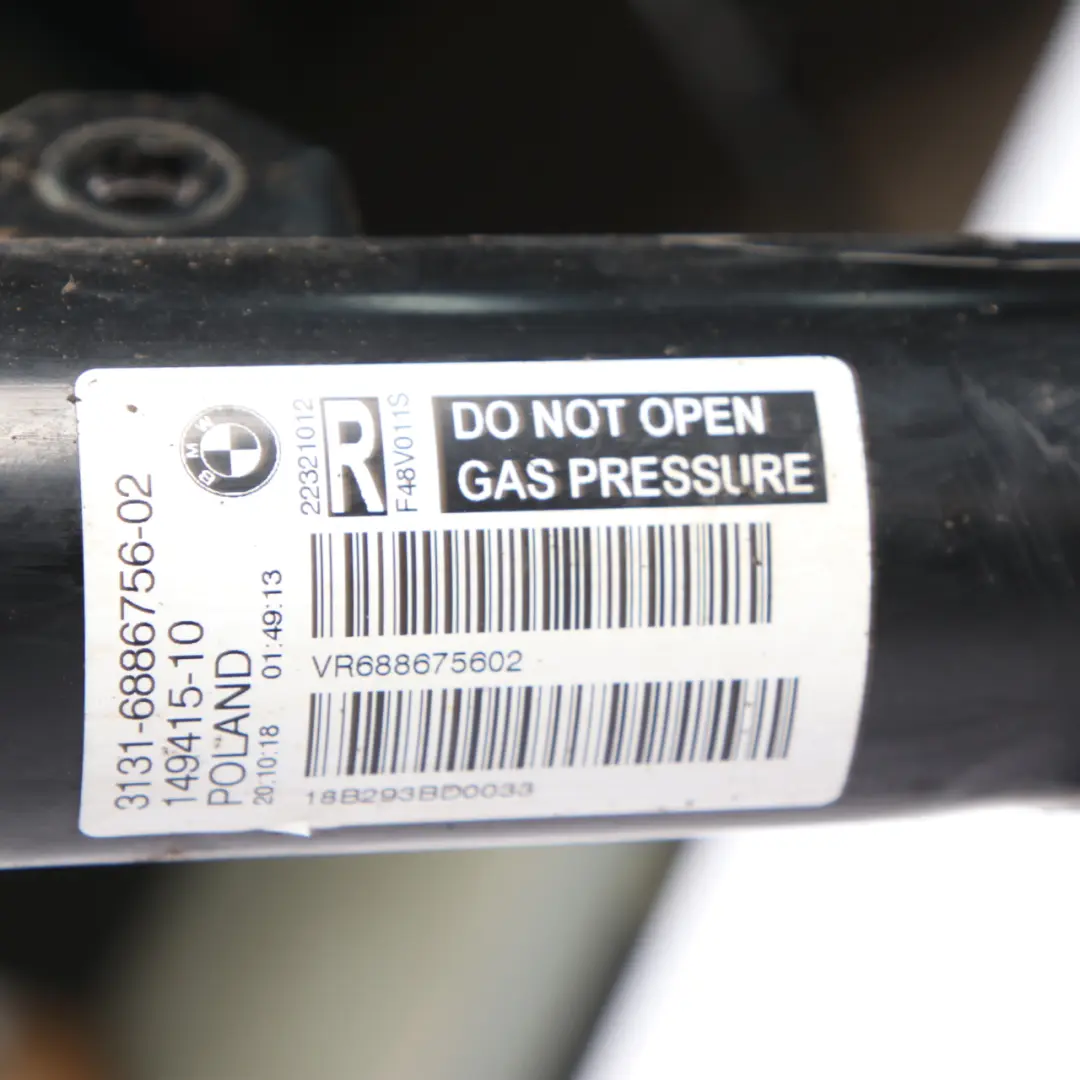 BMW
22321012
R
F48V011S
DO NOT OPEN
GAS PRESSURE
3131-6886756-02
149415-10
POLAND
20:10:18 01:49:13
VR688675602
18B293BD0033